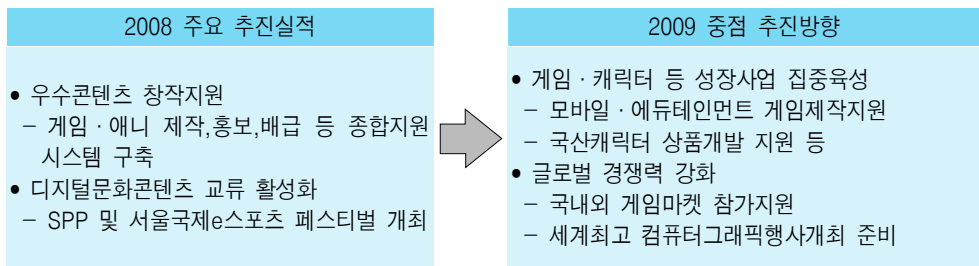 2008 주요 추진실적
● 우수콘텐츠 창작지원
– 게임 · 애니 제작,홍보,배급 등 종합지원
시스템 구축
● 디지털문화콘텐츠 교류 활성화
– SPP 및 서울국제e스포츠 페스티벌 개최
2009 중점 추진방향
● 게임 · 캐릭터 등 성장사업 집중육성
– 모바일 · 에듀테인먼트 게임제작지원
– 국산캐릭터 상품개발 지원 등
● 글로벌 경쟁력 강화
– 국내외 게임마켓 참가지원
– 세계최고 컴퓨터그래픽행사개최 준비